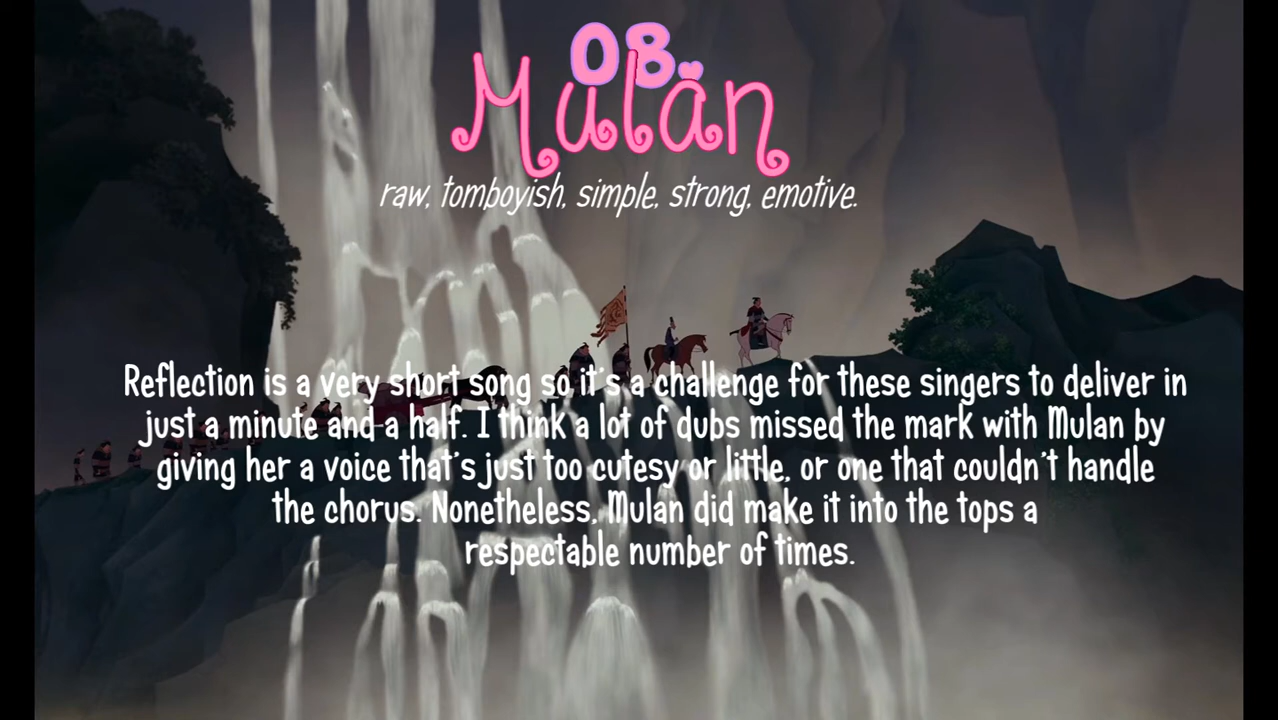 08.
Mulan
raw, tomboyish, simple, strong, emotive.
Reflection is a very short song so it's a challenge for these singers to deliver in
just a minute and a half. I think a lot of dubs missed the mark with Mulan by
giving her a voice that's just too cutesy or little, or one that couldn't handle
the chorus. Nonetheless, Mulan did make it into the tops a
respectable number of times.